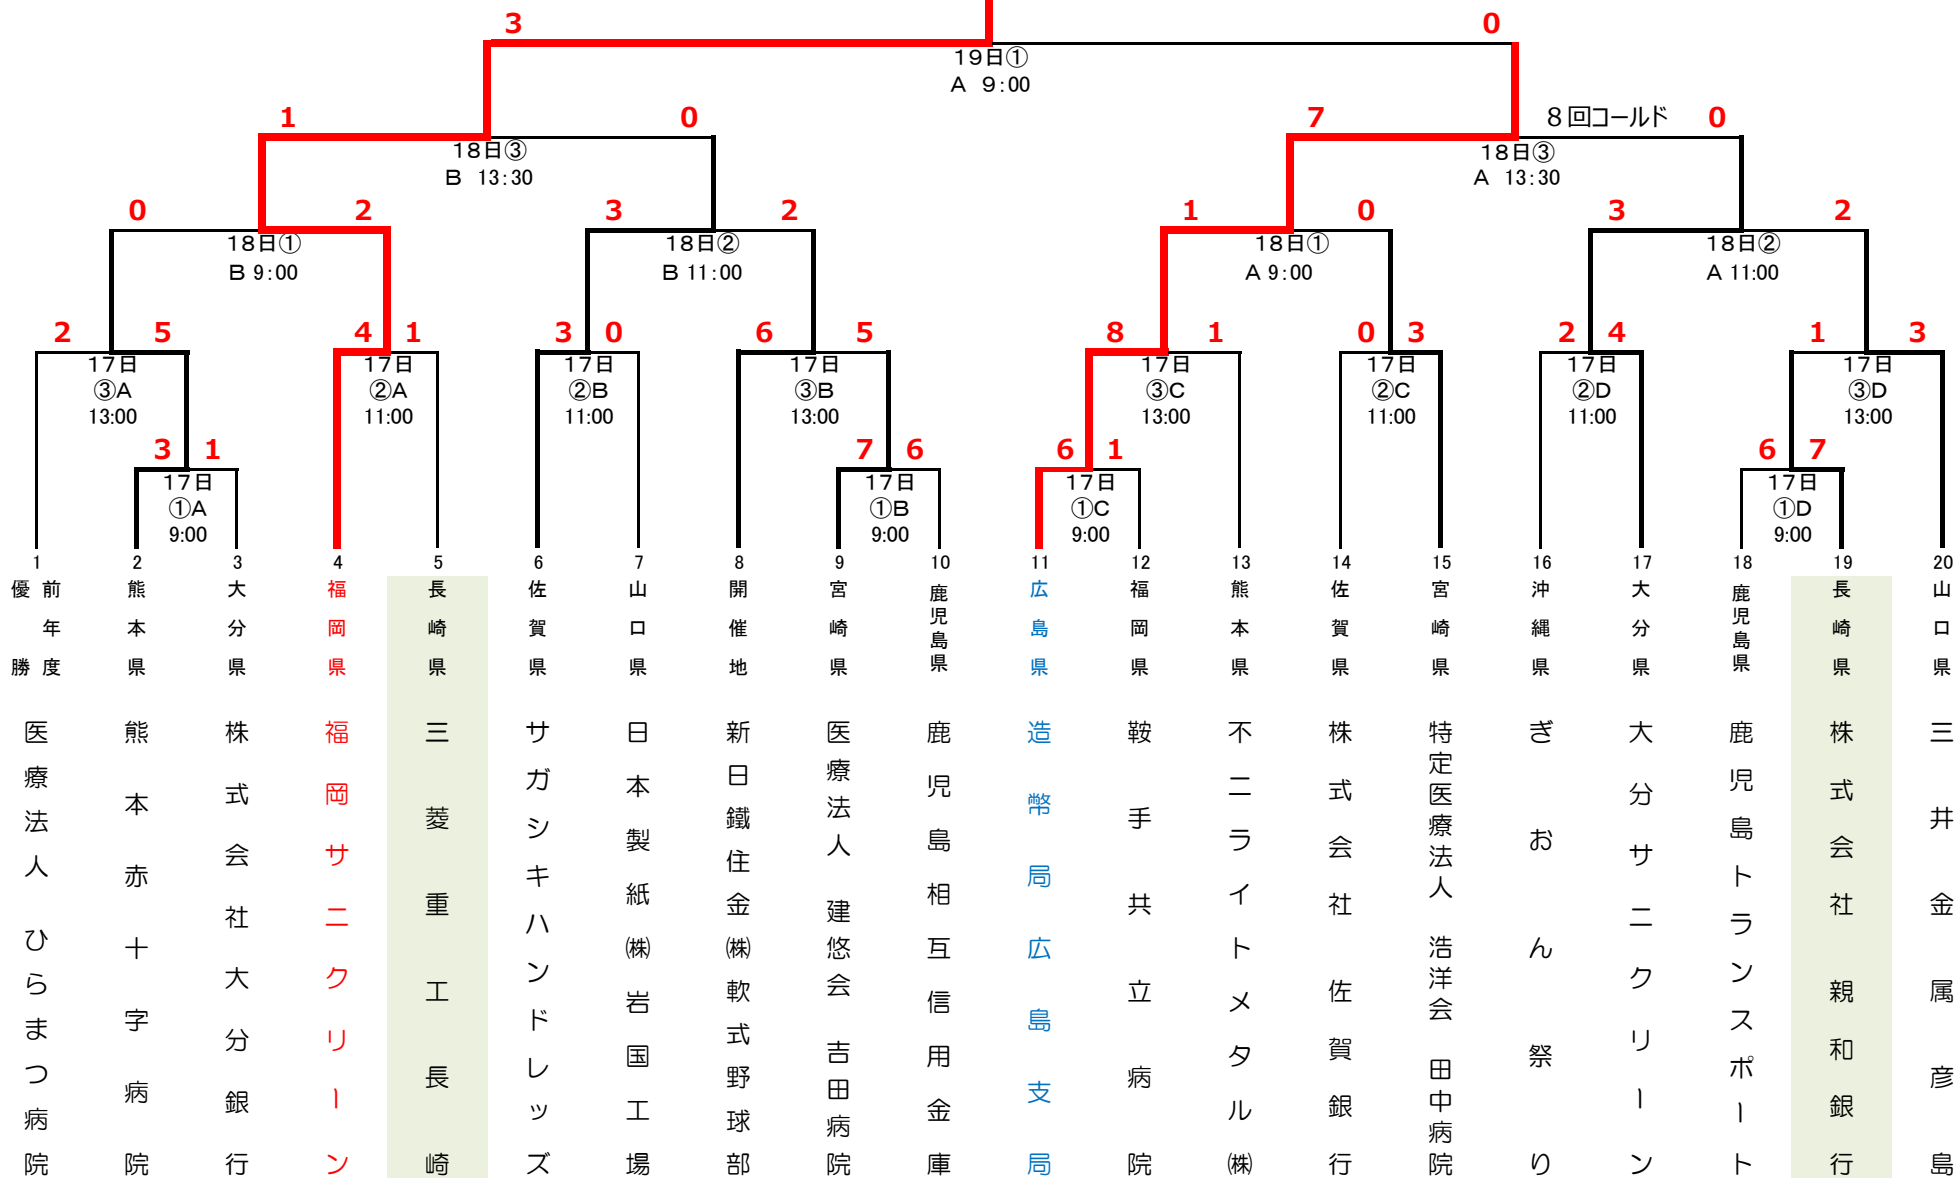 3 0
19日①
A 9:00
1 0 7 8回コールド 0
18日③ 18日③
B 13:30 A 13:30
0 2 3 2 1 0 3 2
18日① 18日② 18日① 18日②
B 9:00 B 11:00 A 9:00 A 11:00
2 5 4 1 3 0 6 5 8 1 0 3 2 4 1 3
17日 17日 17日 17日 17日 17日 17日 17日
③A ②A ②B ③B ③C ②C ②D ③D
13:00 11:00 11:00 13:00 13:00 11:00 11:00 13:00
3 1 7 6 6 1 6 7
17日 17日 17日 17日
①A ①B ①C ①D
9:00 9:00 9:00 9:00
1 2 3 4 5 6 7 8 9 10 11 12 13 14 15 16 17 18 19 20
前年度
優勝
医療法人 ひらまつ病院
熊本県
熊本赤十字病院
大分県
株式会社大分銀行
福岡県
福岡サニクリーン
長崎県
三菱重工長崎
佐賀県
サガシキハンドレッズ
山口県
日本製紙㈱岩国工場
開催地
新日鐵住金㈱軟式野球部
宮崎県
医療法人 建悠会 吉田病院
鹿児島県
鹿児島相互信用金庫
広島県
造幣局広島支局
福岡県
鞍手共立病院
熊本県
不二ライトメタル㈱
佐賀県
株式会社 佐賀銀行
宮崎県
特定医療法人 浩洋会 田中病院
沖縄県
ぎおん祭り
大分県
大分サニクリーン
鹿児島県
鹿児島トランスポート
長崎県
株式会社 親和銀行
山口県
三井金属彦島